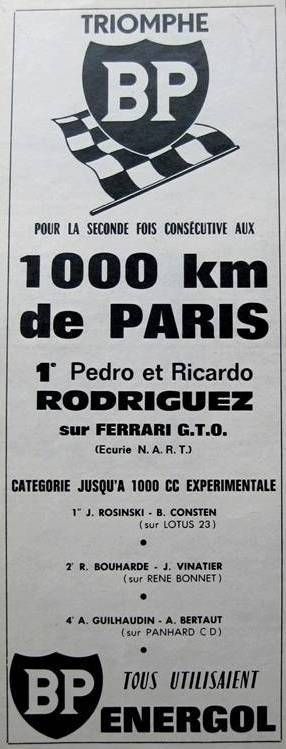 TRIOMPHE
BP
POUR LA SECONDE FOIS CONSÉCUTIVE AUX
1000 km
de PARIS
1er Pedro et Ricardo
RODRIGUEZ
sur FERRARI G.T.O.
(Ecurie N.A.R.T.)
CATEGORIE JUSQU'A 1000 CC EXPERIMENTALE
1er J. ROSINSKI - B. CONSTEN
(sur LOTUS 23)
•
2e R. BOUHARDE - J. VINATIER
(sur RENE BONNET)
•
4e A. GUILHAUDIN - A. BERTAUT
(sur PANHARD CD)
•
BP
TOUS UTILISAIENT
ENERGOL